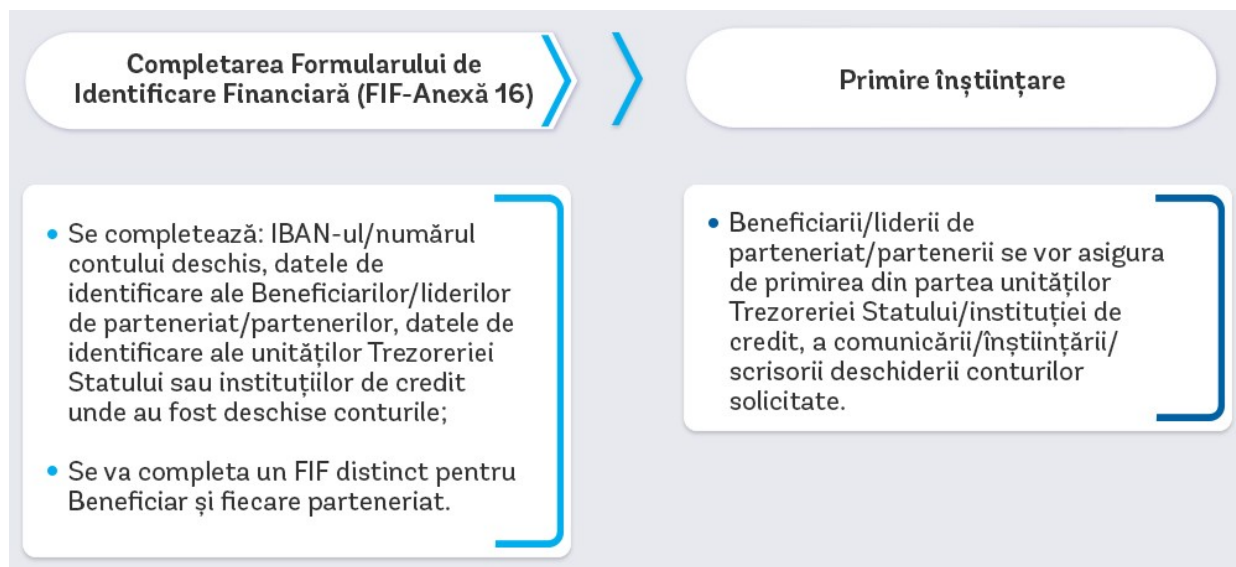 Completarea Formularului de
Identificare Financiară (FIF-Anexă 16)
Primire înștiințare
• Se completează: IBAN-ul/numărul
contului deschis, datele de
identificare ale Beneficiarilor/liderilor
de parteneriat/partenerilor, datele de
identificare ale unităților Trezoreriei
Statului sau instituțiilor de credit
unde au fost deschise conturile;
• Se va completa un FIF distinct pentru
Beneficiar și fiecare parteneriat.
• Beneficiarii/liderii de
parteneriat/partenerii se vor asigura
de primirea din partea unităților
Trezoreriei Statului/instituției de
credit, a comunicării/înștiințării/
scrisorii deschiderii conturilor
solicitate.